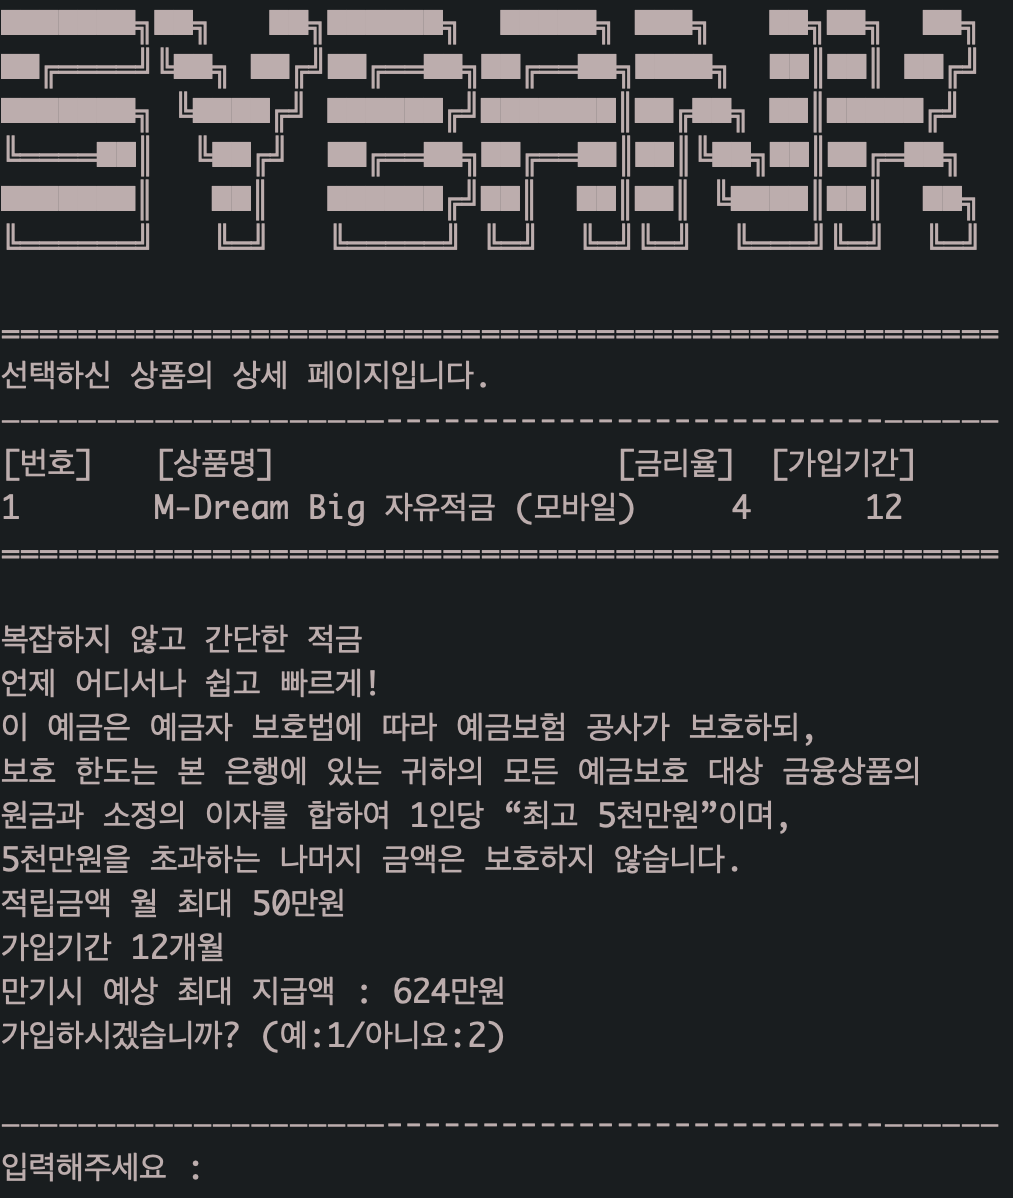 SYBANK
선택하신 상품의 상세 페이지입니다.
[번호] [상품명] [금리율] [가입기간]
1 M-Dream Big 자유적금 (모바일) 4 12
복잡하지 않고 간단한 적금
언제 어디서나 쉽고 빠르게!
이 예금은 예금자 보호법에 따라 예금보험 공사가 보호하되,
보호 한도는 본 은행에 있는 귀하의 모든 예금보호 대상 금융상품의
원금과 소정의 이자를 합하여 1인당 “최고 5천만원”이며,
5천만원을 초과하는 나머지 금액은 보호하지 않습니다.
적립금액 월 최대 50만원
가입기간 12개월
만기시 예상 최대 지급액 : 624만원
가입하시겠습니까? (예:1/아니요:2)
입력해주세요 :